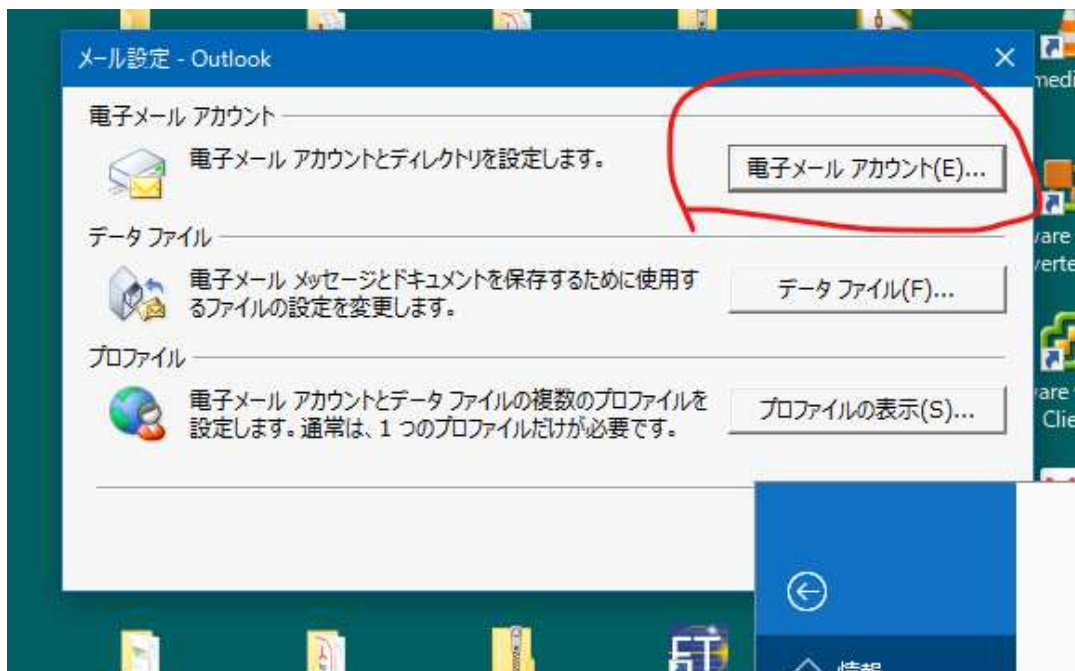 メール設定 - Outlook
電子メール アカウント
電子メール アカウントとディレクトリを設定します。
電子メール アカウント(E)...
データ ファイル
電子メール メッセージとドキュメントを保存するために使用す
るファイルの設定を変更します。
データ ファイル(F)...
プロファイル
電子メール アカウントとデータ ファイルの複数のプロファイルを
設定します。通常は、1 つのプロファイルだけが必要です。
プロファイルの表示(S)...
情報
FT